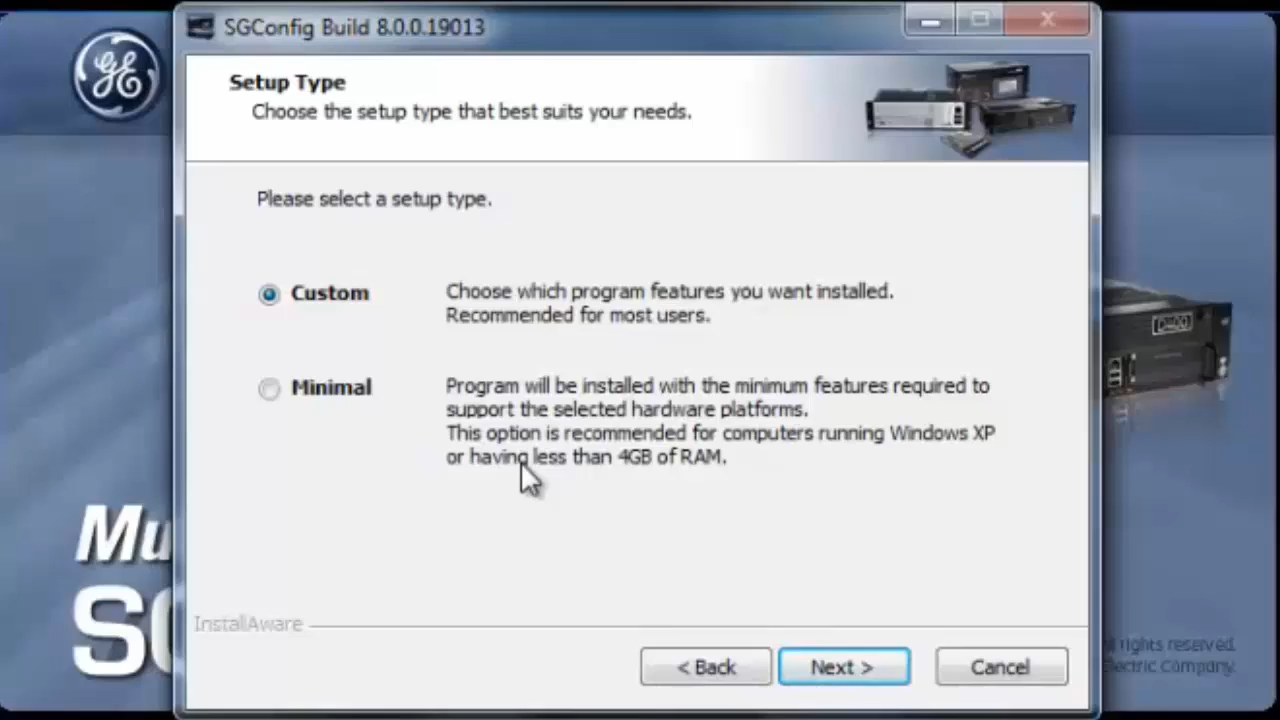 SGConfig Build 8.0.0.19013
GE
Setup Type
Choose the setup type that best suits your needs.
Please select a setup type.
Custom
Choose which program features you want installed.
Recommended for most users.
Minimal
Program will be installed with the minimum features required to
support the selected hardware platforms.
This option is recommended for computers running Windows XP
or having less than 4GB of RAM.
D400
Mu
SG
InstallAware
rights reserved.
Electric Company.
< Back
Next >
Cancel